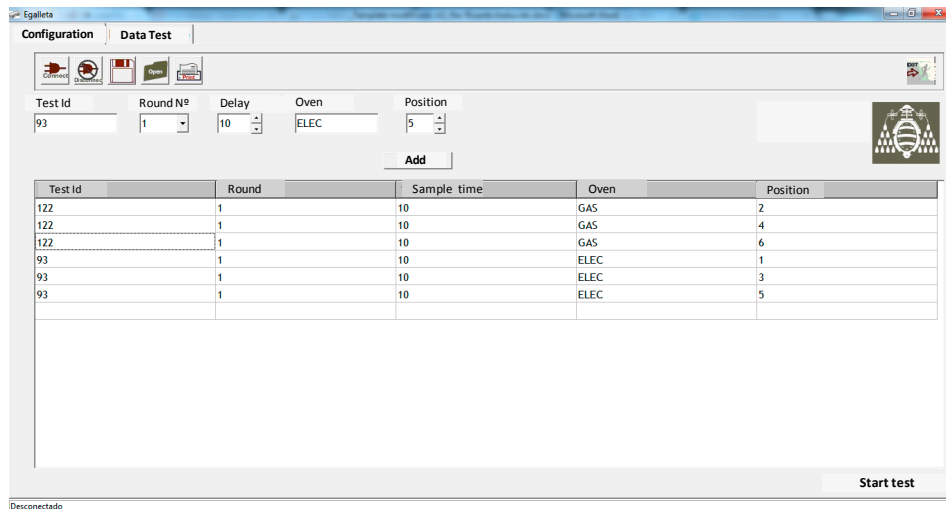 Egalleta
Configuration Data Test
Connect Disconnec Open Print EXIT
Test Id Round Nº Delay Oven Position
93 1 10 ELEC 5
Add
Test Id Round Sample time Oven Position
122 1 10 GAS 2
122 1 10 GAS 4
122 1 10 GAS 6
93 1 10 ELEC 1
93 1 10 ELEC 3
93 1 10 ELEC 5
Start test
Desconectado